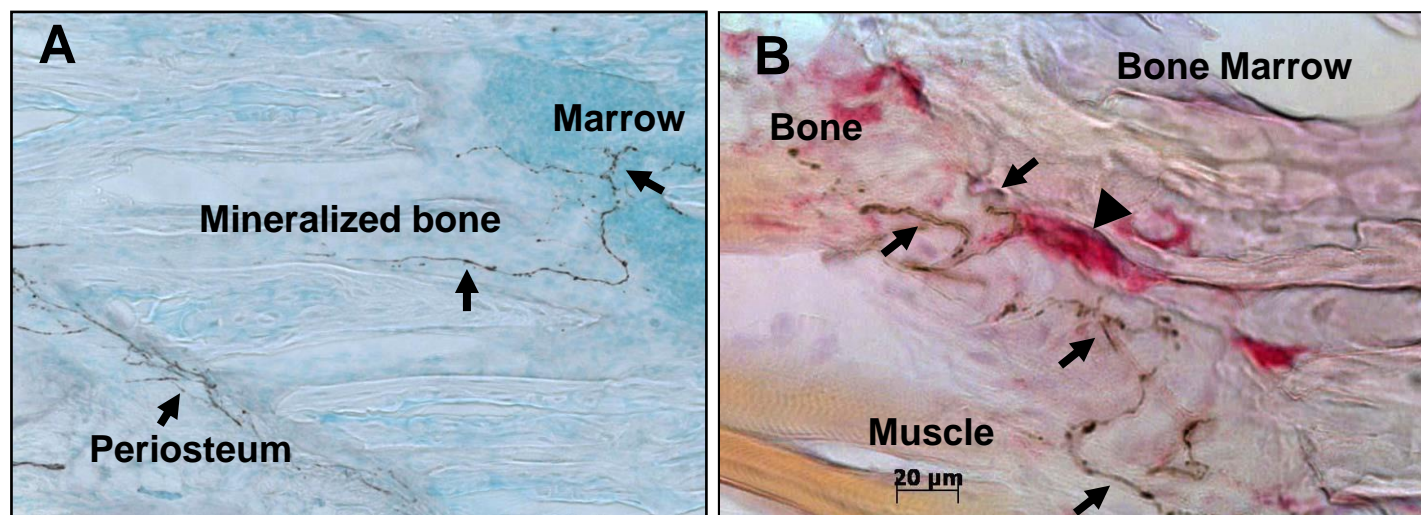 A
Marrow
Mineralized bone
Periosteum
B
Bone Marrow
Bone
Muscle
20 µm